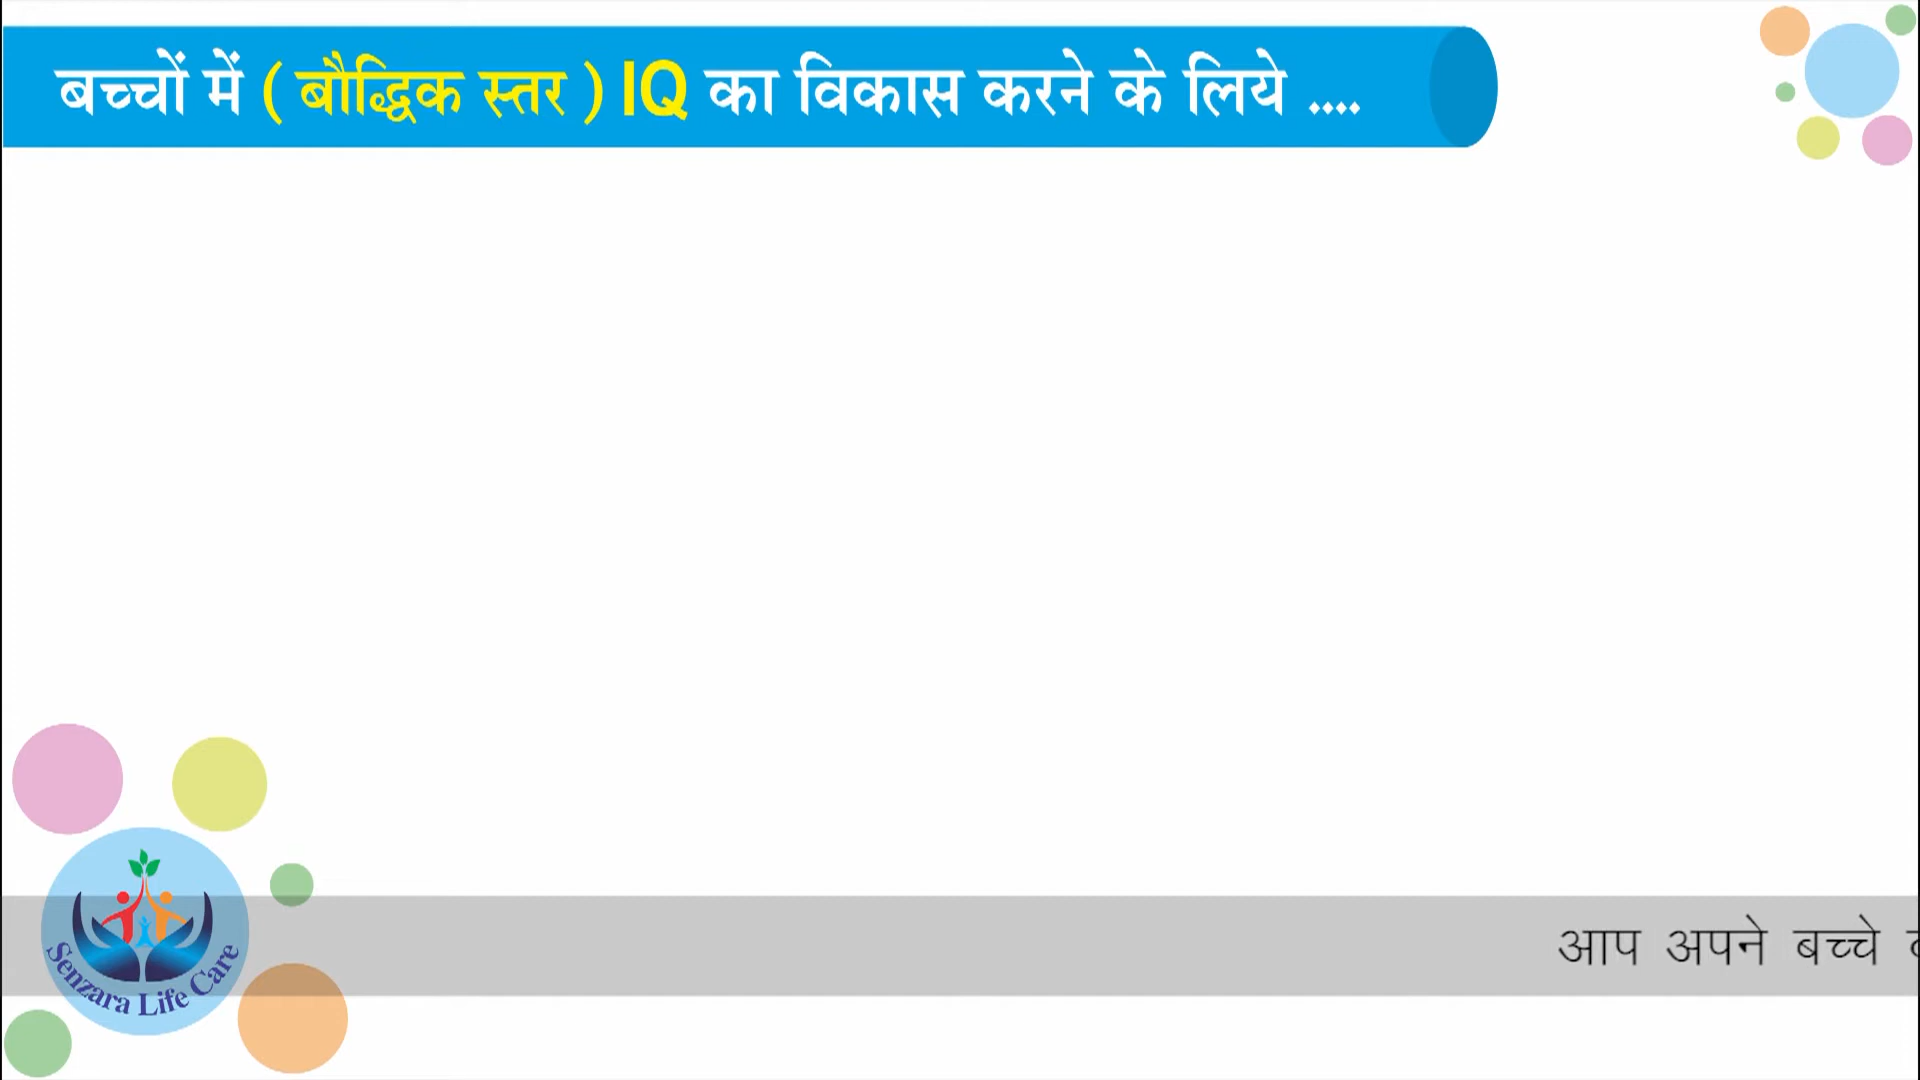 बच्चों में ( बौद्धिक स्तर ) IQ का विकास करने के लिये ....
आप अपने बच्चे
Senzara Life Care